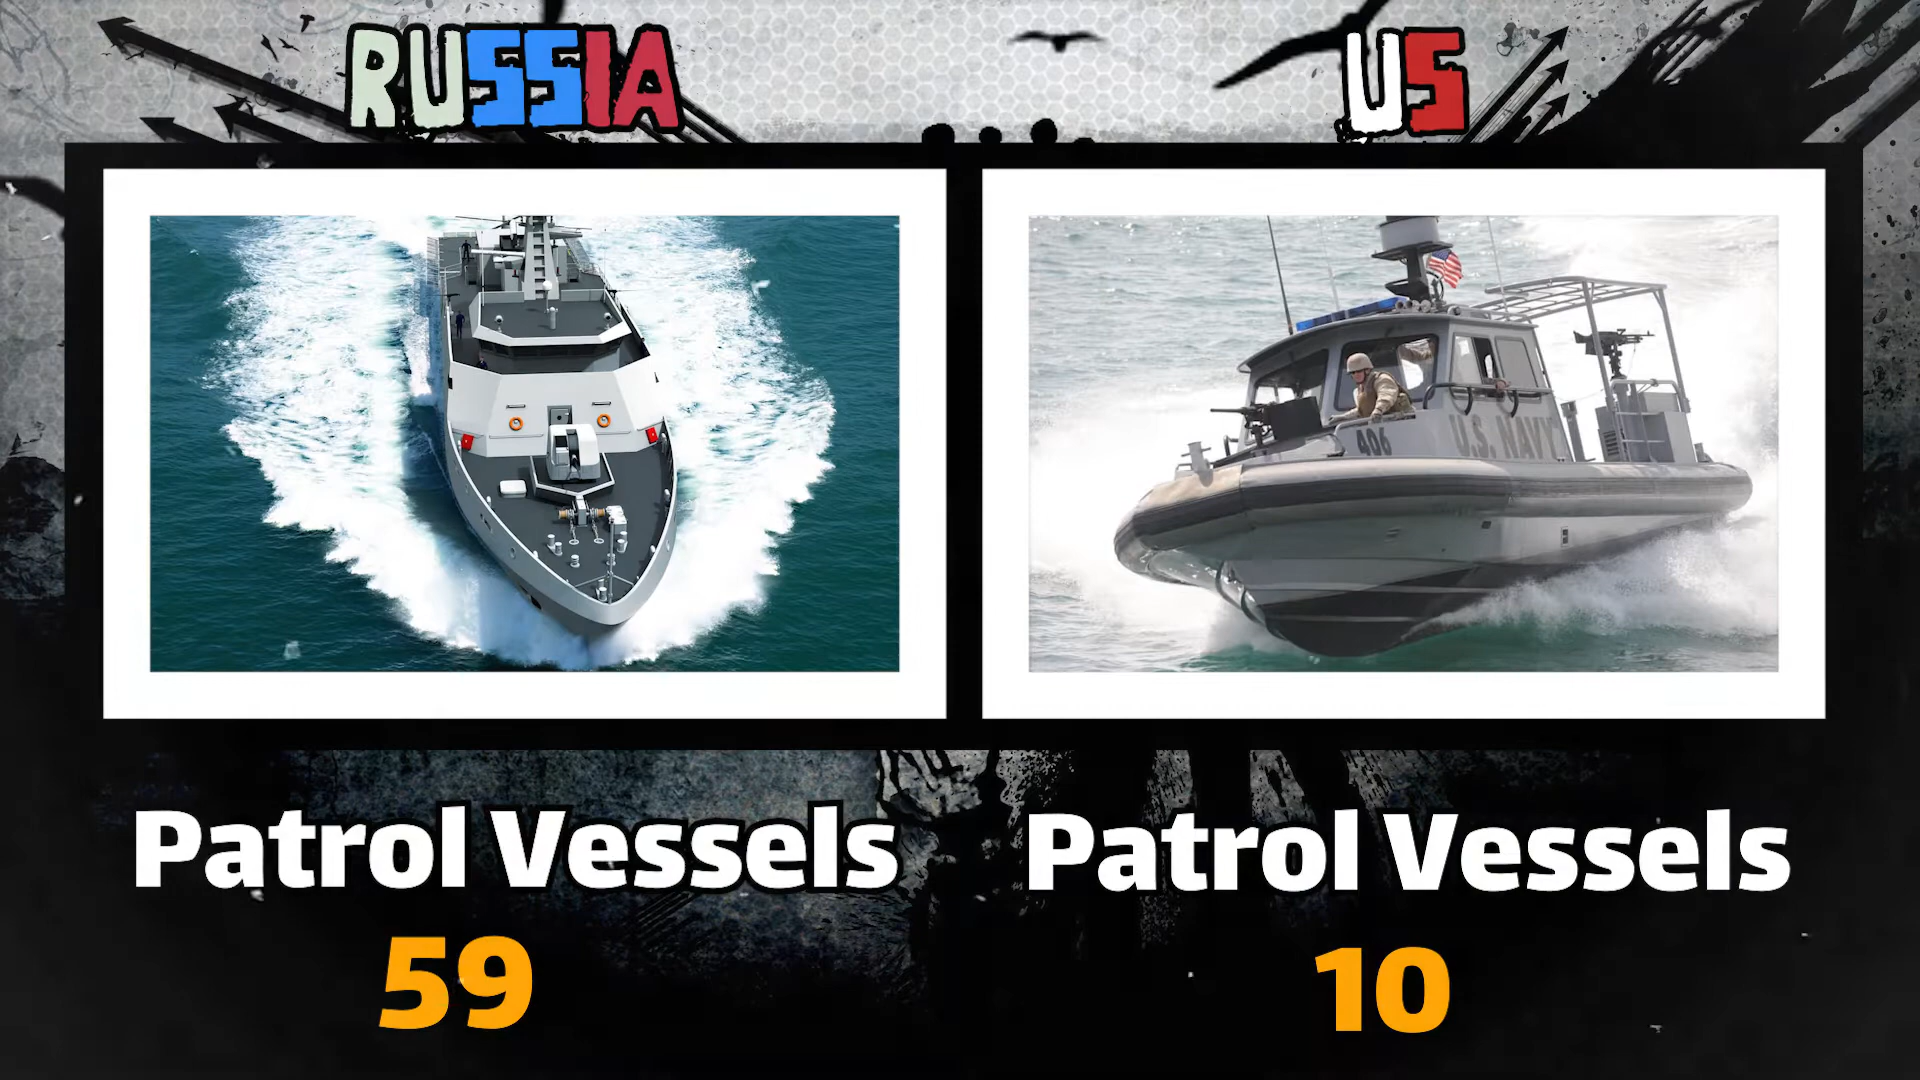 RUSSIA
US
406 U.S. NAVY
Patrol Vessels
Patrol Vessels
59
10